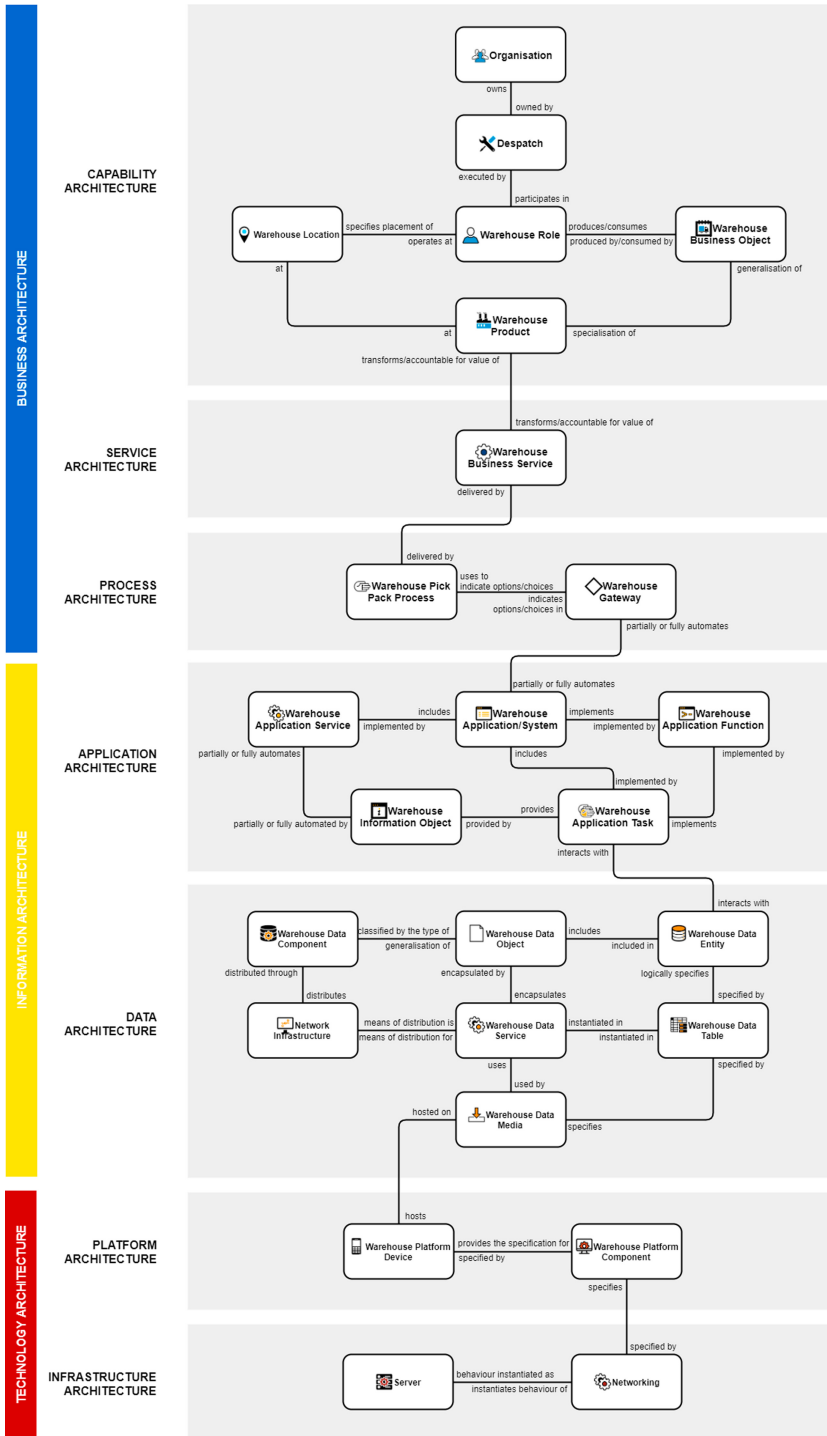 BUSINESS ARCHITECTURE
CAPABILITY
ARCHITECTURE
Organisation
owns
owned by
Despatch
executed by
participates in
Warehouse Location
specifies placement of
operates at
Warehouse Role
produces/consumes
produced by/consumed by
Warehouse
Business Object
at
generalisation of
at
Warehouse
Product
specialisation of
transforms/accountable for value of
SERVICE
ARCHITECTURE
transforms/accountable for value of
Warehouse
Business Service
delivered by
PROCESS
ARCHITECTURE
delivered by
Warehouse Pick
Pack Process
uses to
indicate options/choices
indicates
options/choices in
Warehouse
Gateway
partially or fully automates
INFORMATION ARCHITECTURE
APPLICATION
ARCHITECTURE
partially or fully automates
Warehouse
Application Service
includes
implemented by
Warehouse
Application/System
implements
implemented by
Warehouse
Application Function
partially or fully automates
includes
implemented by
implemented by
partially or fully automated by
Warehouse
Information Object
provides
provided by
Warehouse
Application Task
implements
interacts with
DATA
ARCHITECTURE
interacts with
Warehouse Data
Component
classified by the type of
generalisation of
Warehouse Data
Object
includes
included in
Warehouse Data
Entity
distributed through
encapsulated by
logically specifies
distributes
encapsulates
specified by
Network
Infrastructure
means of distribution is
means of distribution for
Warehouse Data
Service
instantiated in
instantiated in
Warehouse Data
Table
uses
specified by
used by
hosted on
Warehouse Data
Media
specifies
TECHNOLOGY ARCHITECTURE
PLATFORM
ARCHITECTURE
hosts
Warehouse Platform
Device
provides the specification for
specified by
Warehouse Platform
Component
specifies
INFRASTRUCTURE
ARCHITECTURE
specified by
Server
behaviour instantiated as
instantiates behaviour of
Networking